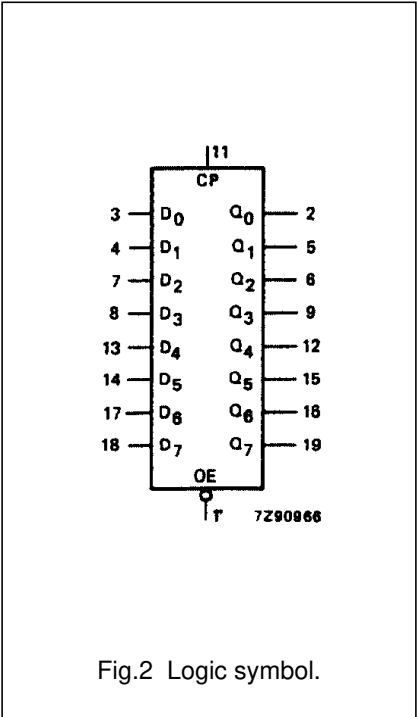 11
CP
3 D0 Q0 2
4 D1 Q1 5
7 D2 Q2 6
8 D3 Q3 9
13 D4 Q4 12
14 D5 Q5 15
17 D6 Q6 16
18 D7 Q7 19
OE
1 7Z90966
Fig.2 Logic symbol.